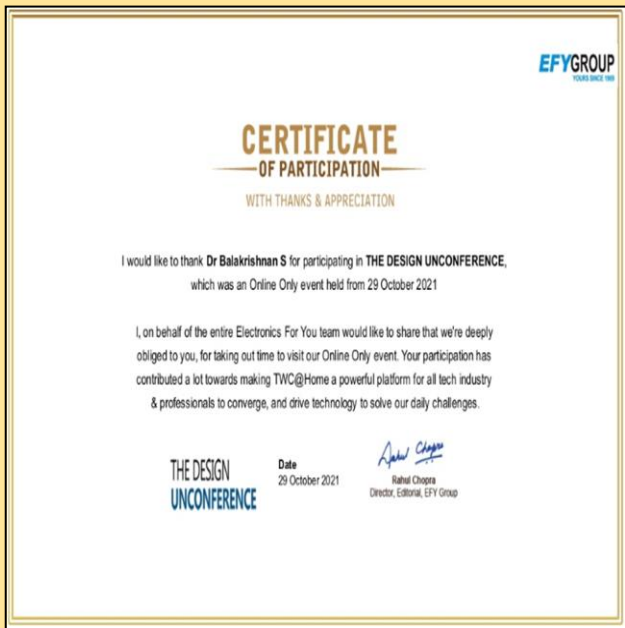 EFYGROUP
YOURS SINCE 1969
CERTIFICATE
OF PARTICIPATION
WITH THANKS & APPRECIATION
I would like to thank Dr Balakrishnan S for participating in THE DESIGN UNCONFERENCE,
which was an Online Only event held from 29 October 2021
I, on behalf of the entire Electronics For You team would like to share that we're deeply
obliged to you, for taking out time to visit our Online Only event. Your participation has
contributed a lot towards making TWC@Home a powerful platform for all tech industry
& professionals to converge, and drive technology to solve our daily challenges.
THE DESIGN
UNCONFERENCE
Date
29 October 2021
Rahul Chopra
Rahul Chopra
Director, Editorial, EFY Group